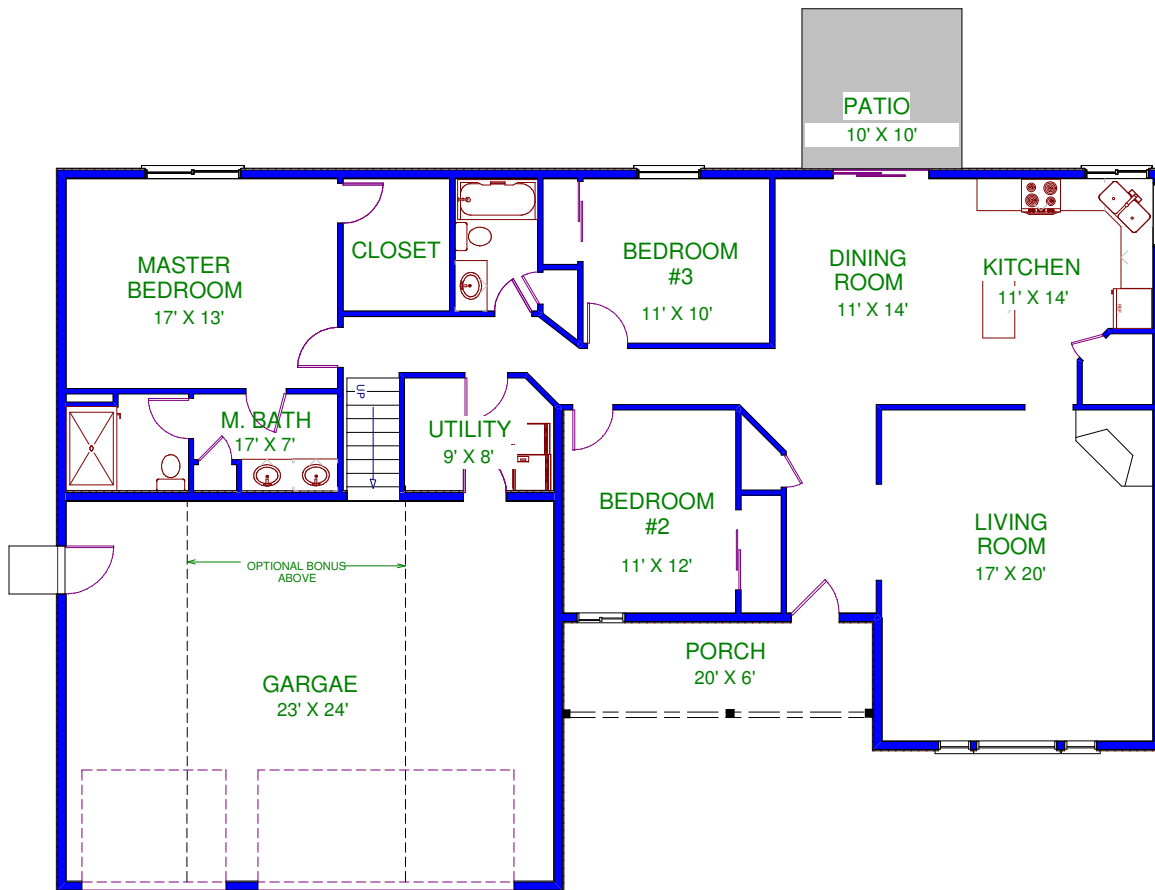 PATIO
10' X 10'
CLOSET
MASTER
BEDROOM
17' X 13'
BEDROOM
#3
11' X 10'
DINING
ROOM
11' X 14'
KITCHEN
11' X 14'
UP
M. BATH
17' X 7'
UTILITY
9' X 8'
BEDROOM
#2
11' X 12'
LIVING
ROOM
17' X 20'
OPTIONAL BONUS
ABOVE
PORCH
20' X 6'
GARGAE
23' X 24'